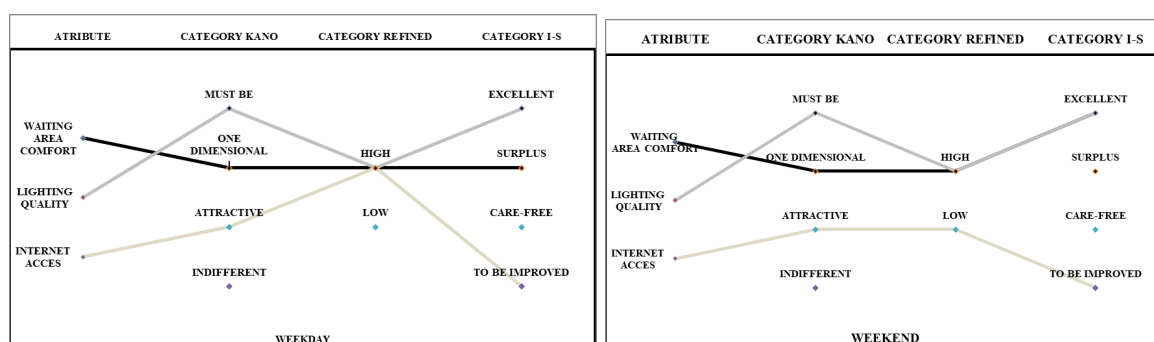 ATRIBUTE CATEGORY KANO CATEGORY REFINED CATEGORY I-S
MUST BE EXCELLENT
WAITING
AREA
COMFORT
ONE
DIMENSIONAL
HIGH SURPLUS
LIGHTING
QUALITY
ATTRACTIVE LOW CARE-FREE
INTERNET
ACCES
INDIFFERENT TO BE IMPROVED
WEEKDAY
ATRIBUTE CATEGORY KANO CATEGORY REFINED CATEGORY I-S
MUST BE EXCELLENT
WAITING
AREA COMFORT
ONE DIMENSIONAL HIGH SURPLUS
LIGHTING
QUALITY
ATTRACTIVE LOW CARE-FREE
INTERNET
ACCES
INDIFFERENT TO BE IMPROVED
WEEKEND